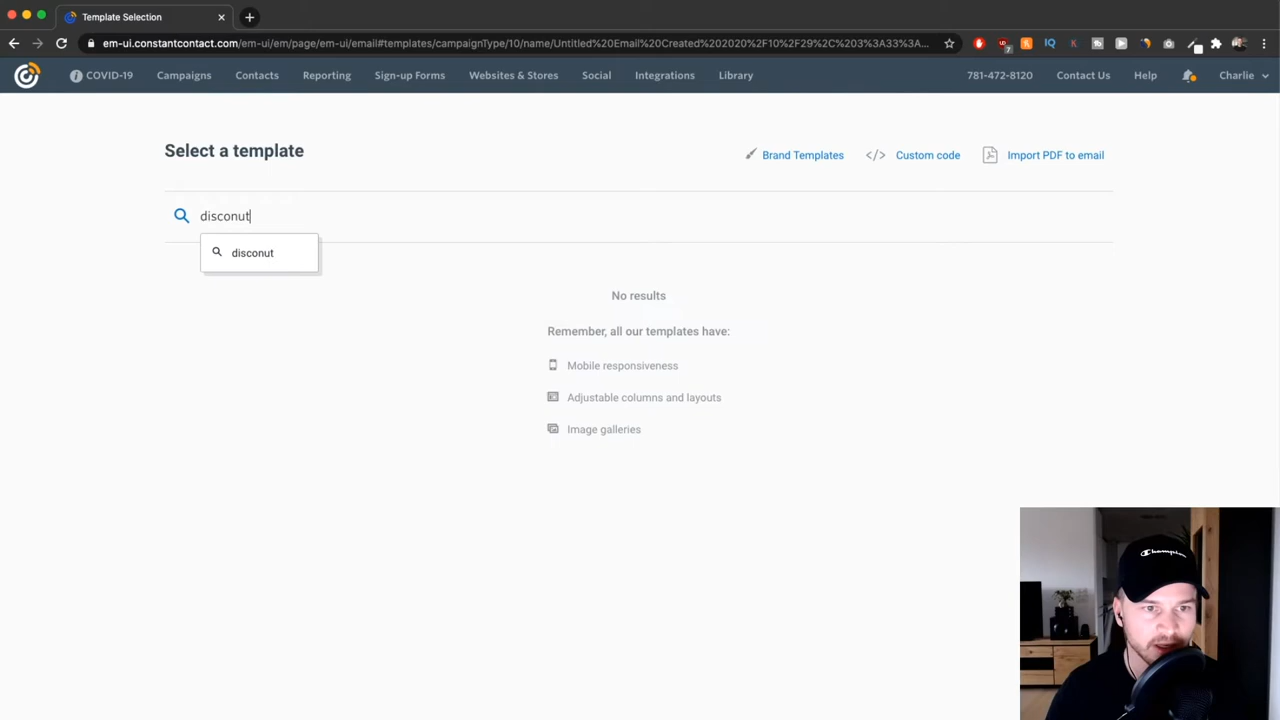 Template Selection
em-ui.constantcontact.com/em-ui/em/page/em-ui/email#templates/campaignType/10/name/Untitled%20Email%20Created%202020%2F10%2F29%2C%203%3A33%3A...
COVID-19 Campaigns Contacts Reporting Sign-up Forms Websites & Stores Social Integrations Library 781-472-8120 Contact Us Help Charlie
Select a template
Brand Templates </> Custom code Import PDF to email
disconut
disconut
No results
Remember, all our templates have:
Mobile responsiveness
Adjustable columns and layouts
Image galleries
Champion